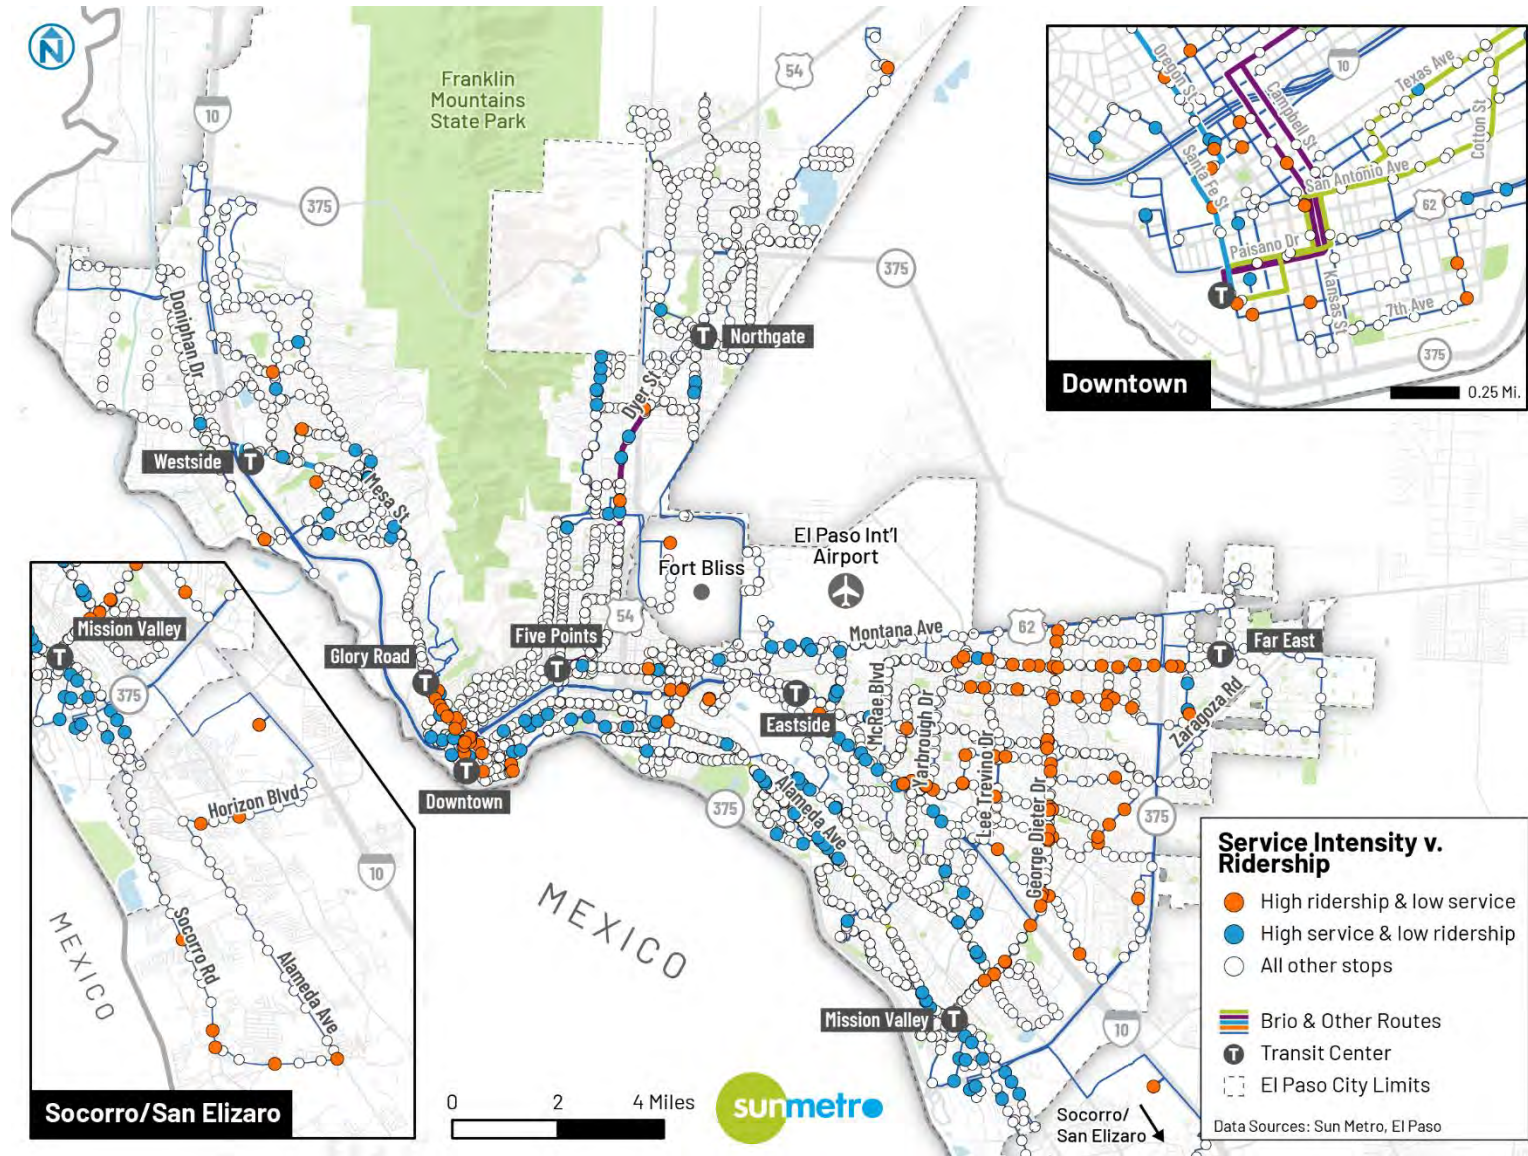 N
Franklin
Mountains
State Park
54
10
375
375
Doniphan Dr
T
Northgate
Dyer St
Westside
T
Mesa St
El Paso Int'l
Airport
Fort Bliss
54
Five Points
T
Montana Ave
62
Far East
T
Glory Road
T
McRae Blvd
Yarbrough Dr
Lee Trevino Dr
George Dieter Dr
Zaragoza Rd
T
Eastside
T
Downtown
375
Alameda Ave
375
MEXICO
Mission Valley
T
10
Socorro/
San Elizaro
0
2
4 Miles
sunmetro
Oregon St
10
Texas Ave
Campbell St
Cotton St
Santa Fe St
San Antonio Ave
62
Paisano Dr
T
Kansas St
7th Ave
375
Downtown
0.25 Mi.
Mission Valley
T
375
Horizon Blvd
10
MEXICO
Socorro Rd
Alameda Ave
Socorro/San Elizaro
Service Intensity v.
Ridership
High ridership & low service
High service & low ridership
All other stops
Brio & Other Routes
T
Transit Center
El Paso City Limits
Data Sources: Sun Metro, El Paso